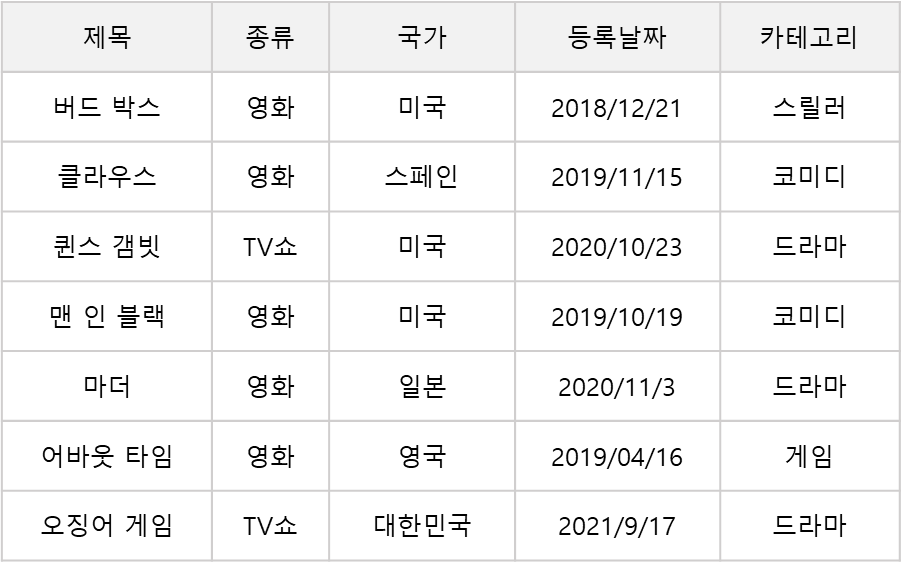 제목 종류 국가 등록날짜 카테고리
버드 박스 영화 미국 2018/12/21 스릴러
클라우스 영화 스페인 2019/11/15 코미디
퀸스 갬빗 TV쇼 미국 2020/10/23 드라마
맨 인 블랙 영화 미국 2019/10/19 코미디
마더 영화 일본 2020/11/3 드라마
어바웃 타임 영화 영국 2019/04/16 게임
오징어 게임 TV쇼 대한민국 2021/9/17 드라마